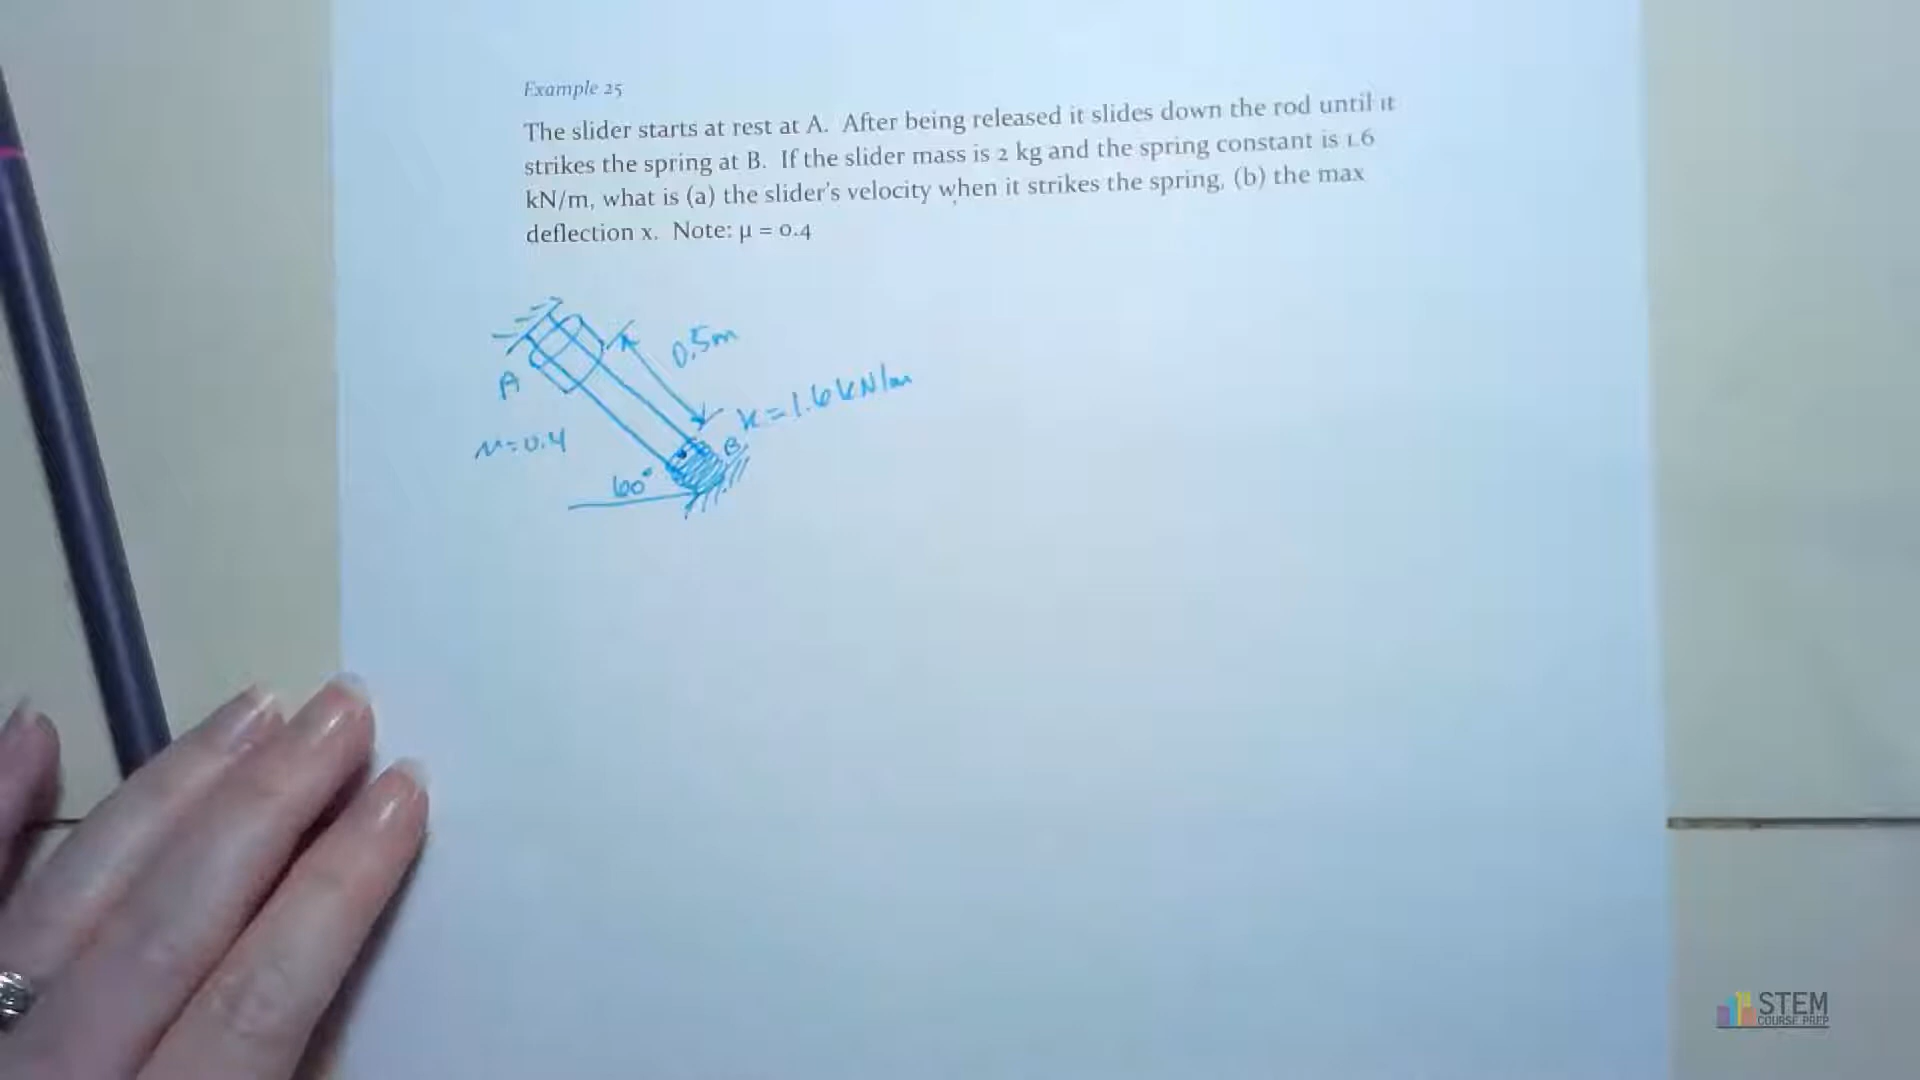 Example 25
The slider starts at rest at A. After being released it slides down the rod until it
strikes the spring at B. If the slider mass is 2 kg and the spring constant is 1.6
kN/m, what is (a) the slider's velocity when it strikes the spring, (b) the max
deflection x. Note: μ = 0.4
0.5m
A
K=1.6kN/m
μ=0.4
B
60°
STEM
COURSE PREP